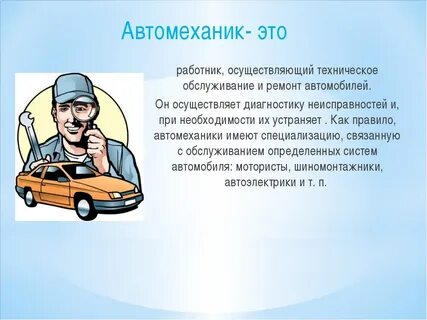 Автомеханик- это
работник, осуществляющий техническое
обслуживание и ремонт автомобилей.
Он осуществляет диагностику неисправностей и,
при необходимости их устраняет . Как правило,
автомеханики имеют специализацию, связанную
с обслуживанием определенных систем
автомобиля: мотористы, шиномонтажники,
автоэлектрики и т. п.